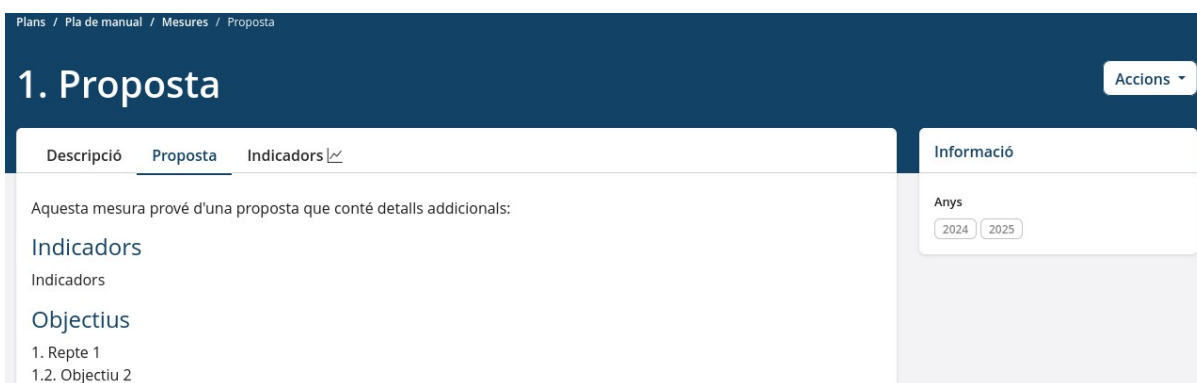 Plans / Pla de manual / Mesures / Proposta
1. Proposta
Accions
Descripció Proposta Indicadors
Aquesta mesura prové d'una proposta que conté detalls addicionals:
Indicadors
Indicadors
Objectius
1. Repte 1
1.2. Objectiu 2
Informació
Anys
2024 2025